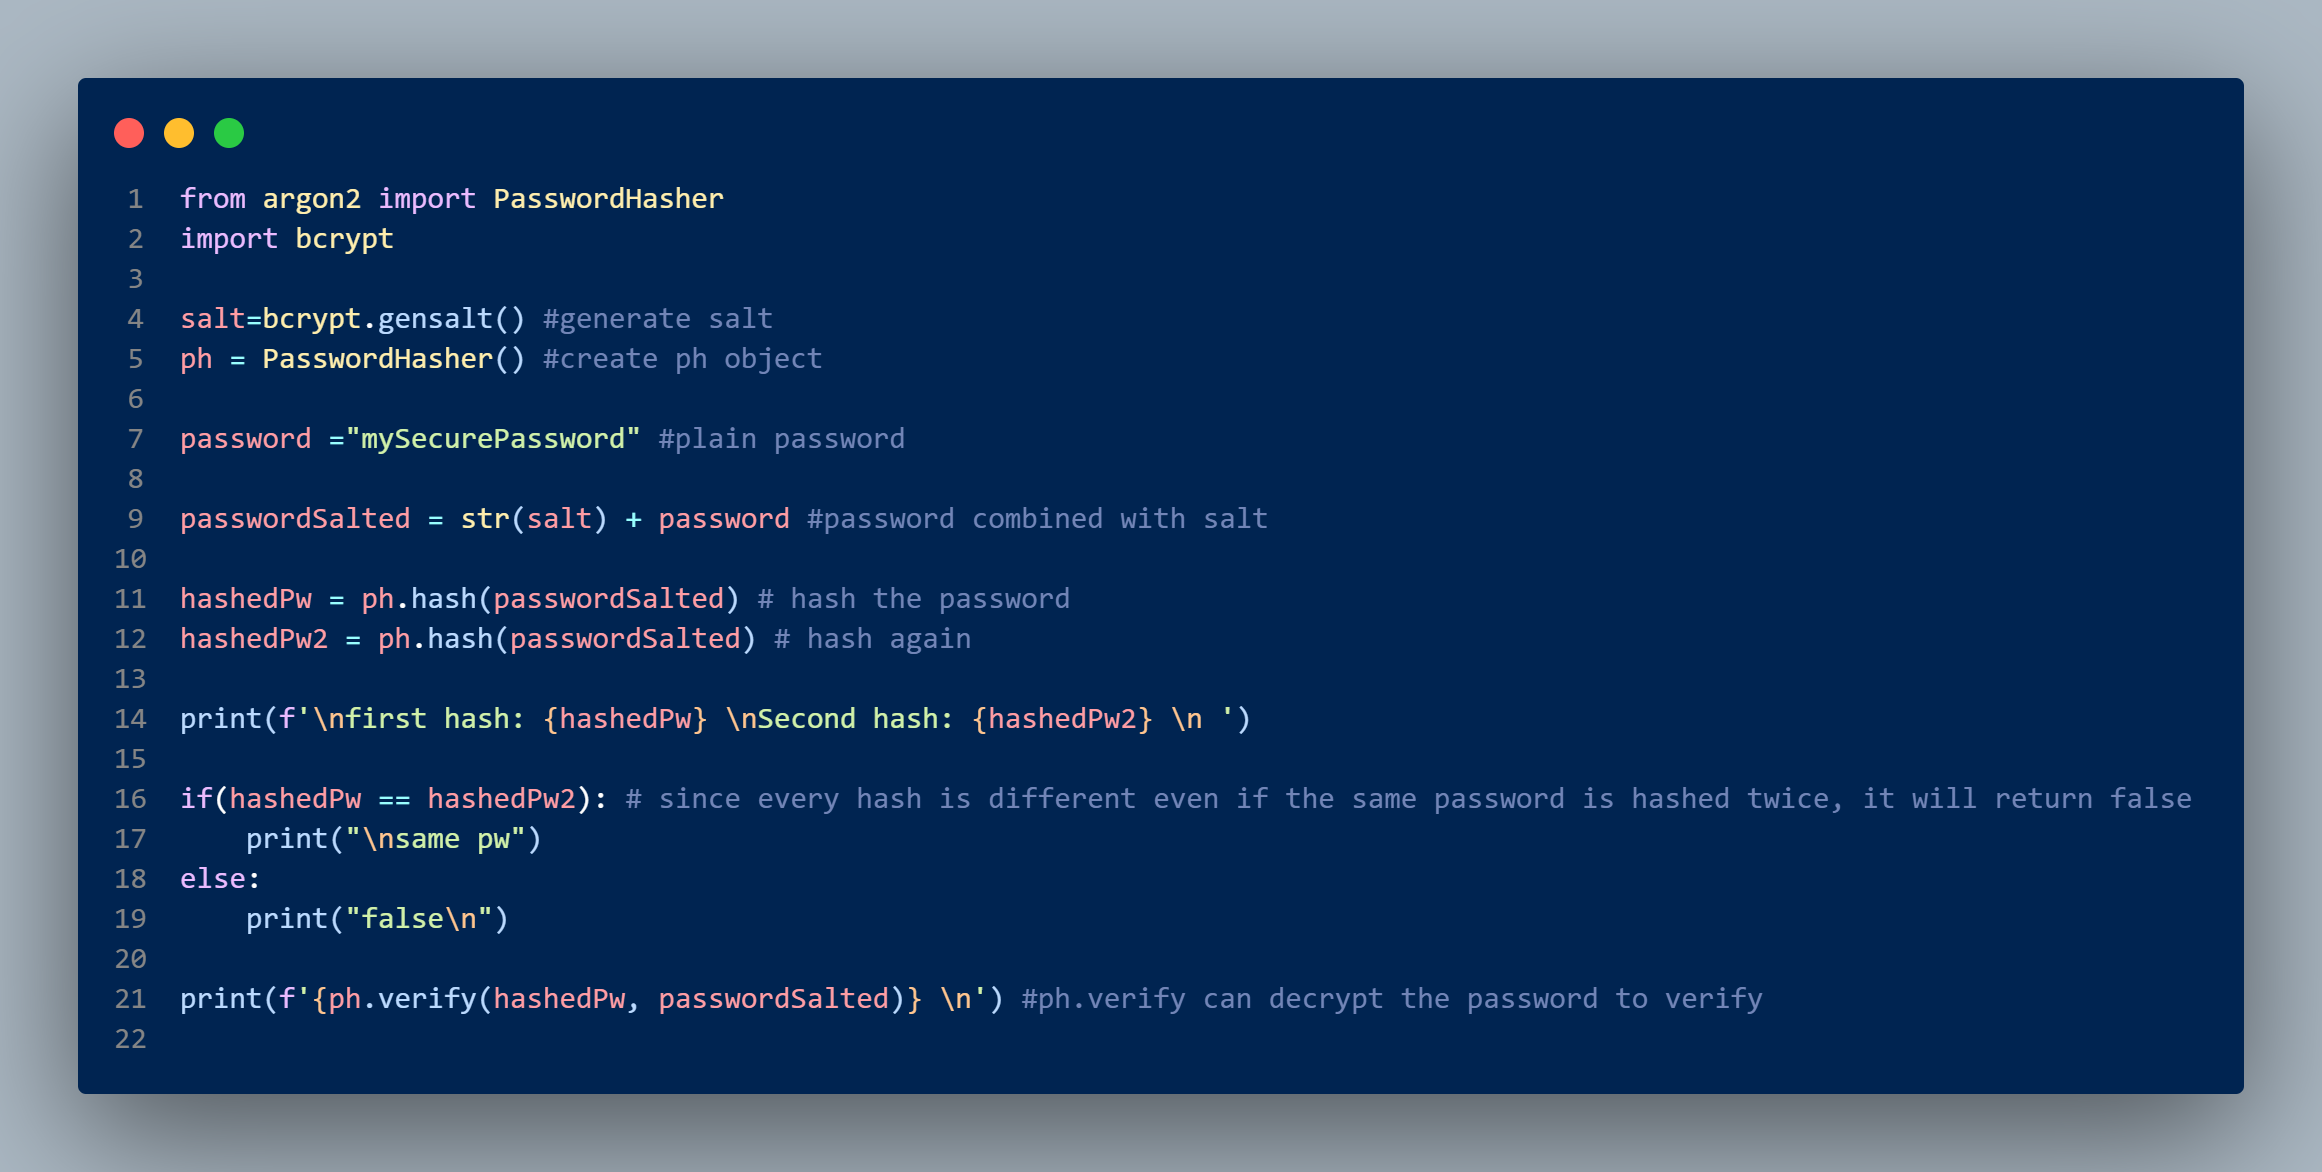 1 from argon2 import PasswordHasher
2 import bcrypt
3
4 salt=bcrypt.gensalt() #generate salt
5 ph = PasswordHasher() #create ph object
6
7 password ="mySecurePassword" #plain password
8
9 passwordSalted = str(salt) + password #password combined with salt
10
11 hashedPw = ph.hash(passwordSalted) # hash the password
12 hashedPw2 = ph.hash(passwordSalted) # hash again
13
14 print(f'\nfirst hash: {hashedPw} \nSecond hash: {hashedPw2} \n ')
15
16 if(hashedPw == hashedPw2): # since every hash is different even if the same password is hashed twice, it will return false
17     print("\nsame pw")
18 else:
19     print("false\n")
20
21 print(f'{ph.verify(hashedPw, passwordSalted)} \n') #ph.verify can decrypt the password to verify
22